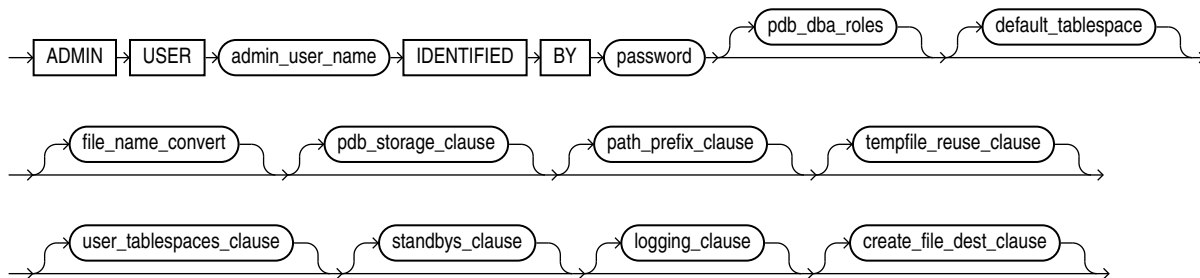 pdb_dba_roles default_tablespace
ADMIN USER admin_user_name IDENTIFIED BY password
file_name_convert pdb_storage_clause path_prefix_clause tempfile_reuse_clause
user_tablespaces_clause standbys_clause logging_clause create_file_dest_clause